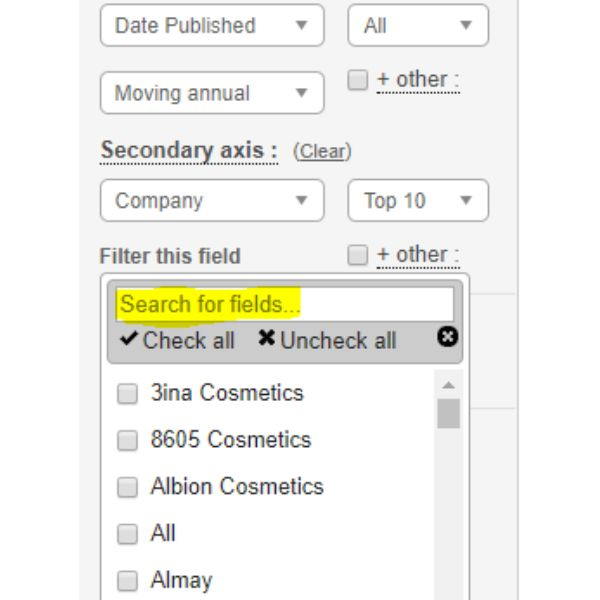 Date Published All
Moving annual + other :
Secondary axis : (Clear)
Company Top 10
Filter this field + other :
Search for fields...
Check all Uncheck all
3ina Cosmetics
8605 Cosmetics
Albion Cosmetics
All
Almay